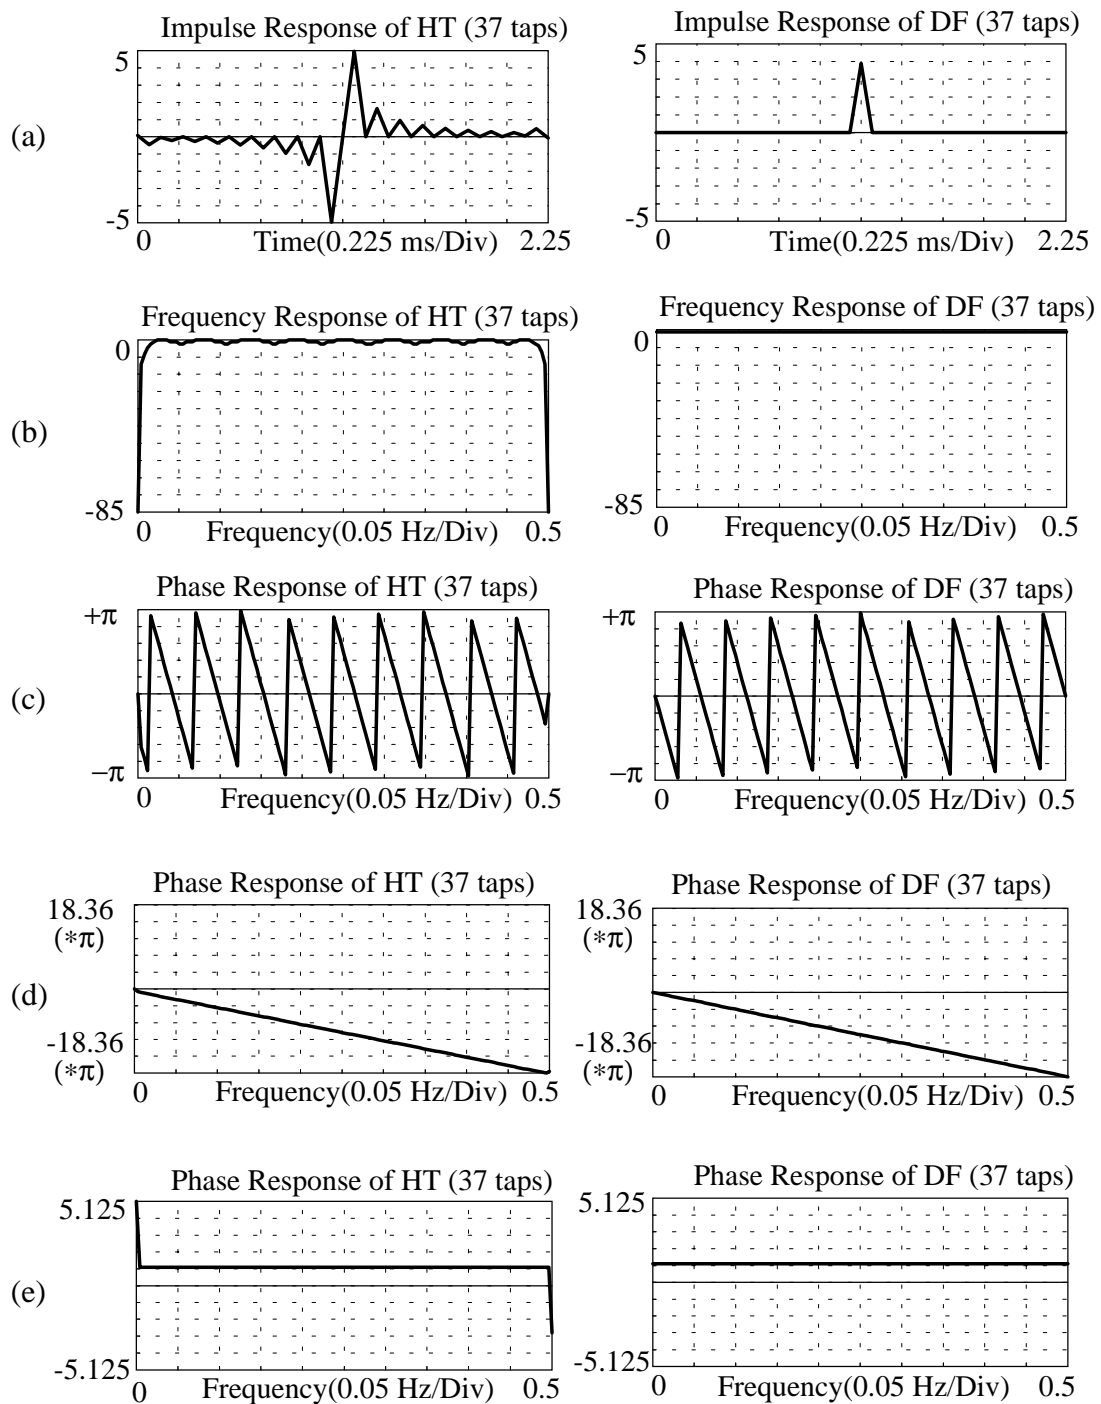 Impulse Response of HT (37 taps)
Impulse Response of DF (37 taps)
(a)
5
-5
0 Time(0.225 ms/Div) 2.25
5
-5
0 Time(0.225 ms/Div) 2.25
Frequency Response of HT (37 taps)
Frequency Response of DF (37 taps)
(b)
0
-85
0 Frequency(0.05 Hz/Div) 0.5
0
-85
0 Frequency(0.05 Hz/Div) 0.5
Phase Response of HT (37 taps)
Phase Response of DF (37 taps)
(c)
+π
−π
0 Frequency(0.05 Hz/Div) 0.5
+π
−π
0 Frequency(0.05 Hz/Div) 0.5
Phase Response of HT (37 taps)
Phase Response of DF (37 taps)
(d)
18.36
(*π)
-18.36
(*π)
0 Frequency(0.05 Hz/Div) 0.5
18.36
(*π)
-18.36
(*π)
0 Frequency(0.05 Hz/Div) 0.5
Phase Response of HT (37 taps)
Phase Response of DF (37 taps)
(e)
5.125
-5.125
0 Frequency(0.05 Hz/Div) 0.5
5.125
-5.125
0 Frequency(0.05 Hz/Div) 0.5